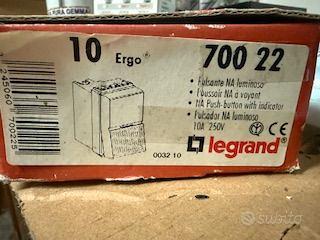 10 Ergo
700 22
• Pulsante NA luminoso
• Poussoir NA a voyant
• NA Push-button with indicator
• Pulsador NA luminoso
10A 250V
CE
legrand
0032 10
subito